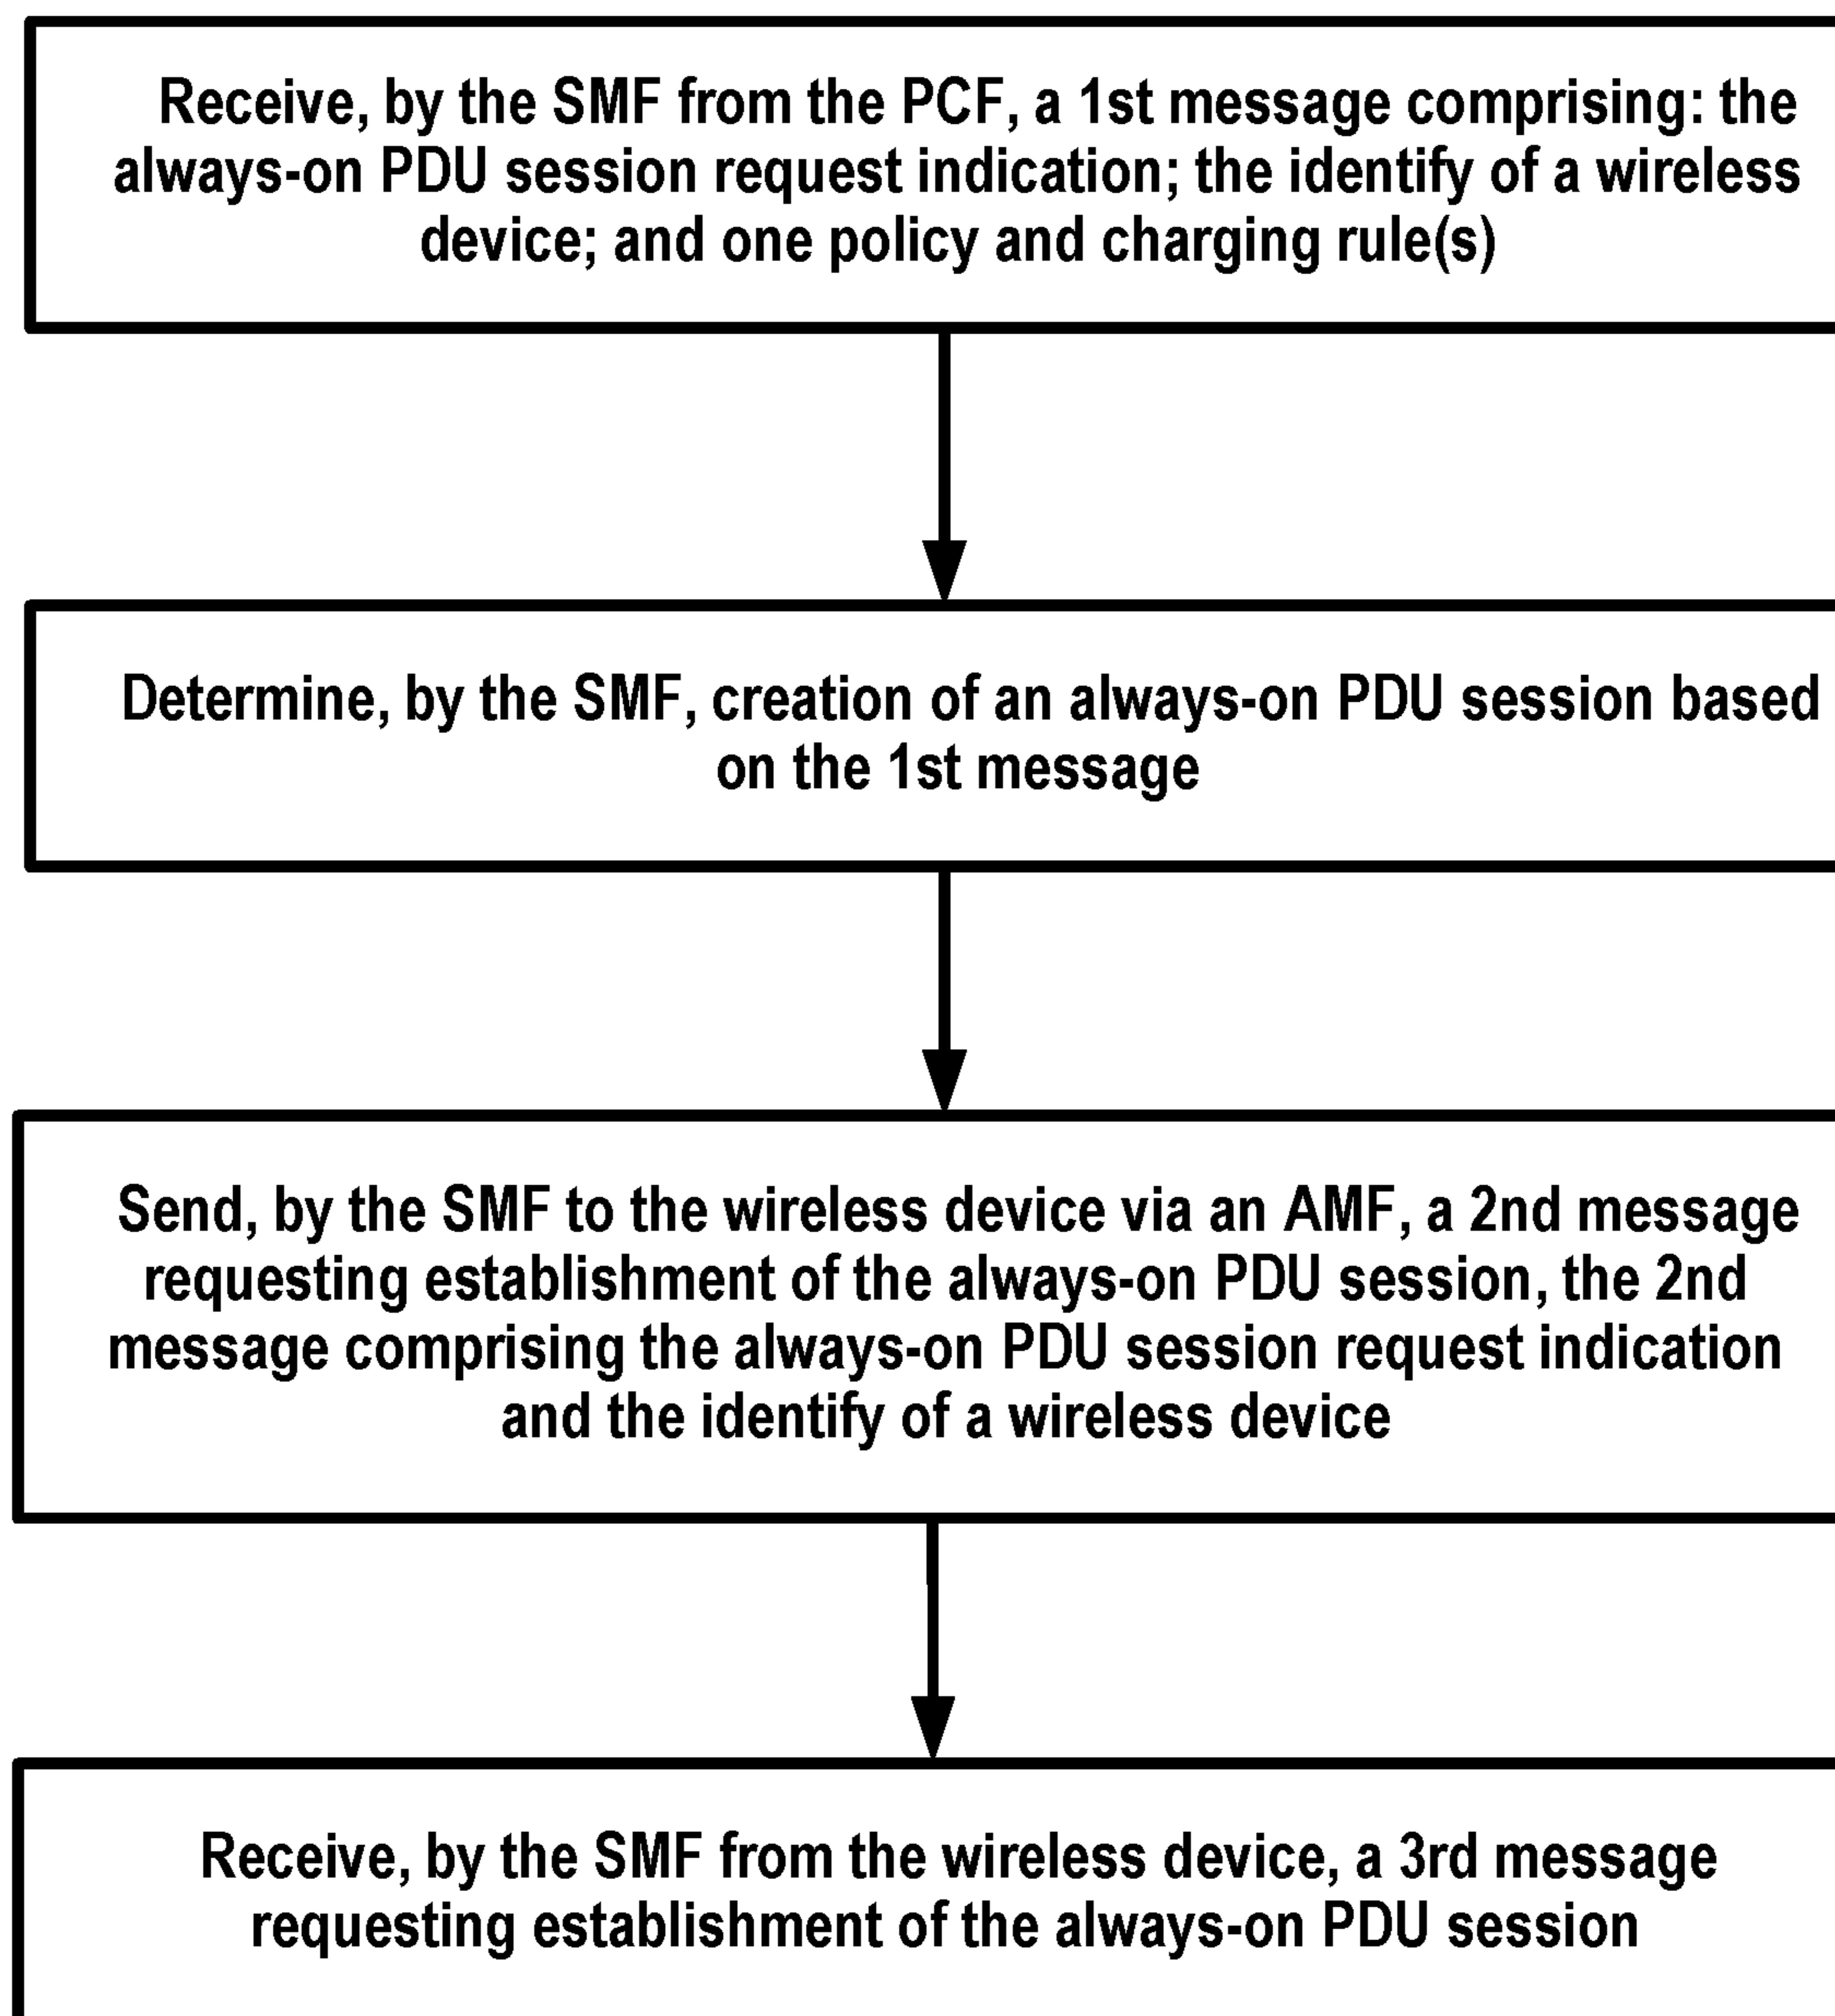 Receive, by the SMF from the PCF, a 1st message comprising: the
always-on PDU session request indication; the identify of a wireless
device; and one policy and charging rule(s)
Determine, by the SMF, creation of an always-on PDU session based
on the 1st message
Send, by the SMF to the wireless device via an AMF, a 2nd message
requesting establishment of the always-on PDU session, the 2nd
message comprising the always-on PDU session request indication
and the identify of a wireless device
Receive, by the SMF from the wireless device, a 3rd message
requesting establishment of the always-on PDU session